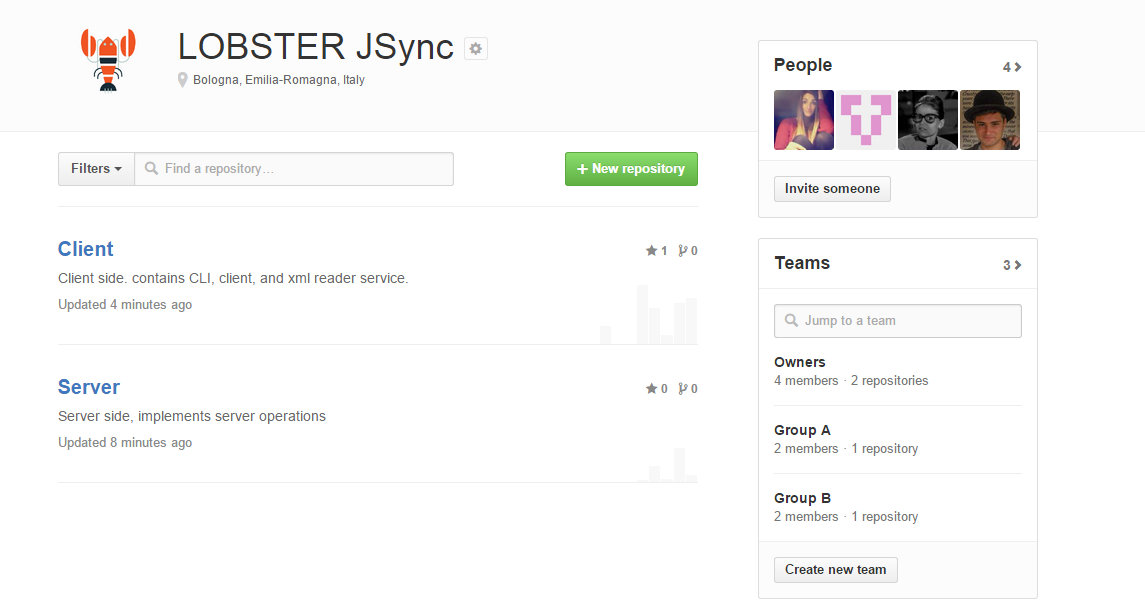 LOBSTER JSync
Bologna, Emilia-Romagna, Italy
Filters
Find a repository…
New repository
Client
1
0
Client side. contains CLI, client, and xml reader service.
Updated 4 minutes ago
Server
0
0
Server side, implements server operations
Updated 8 minutes ago
People
4
Invite someone
Teams
3
Jump to a team
Owners
4 members · 2 repositories
Group A
2 members · 1 repository
Group B
2 members · 1 repository
Create new team